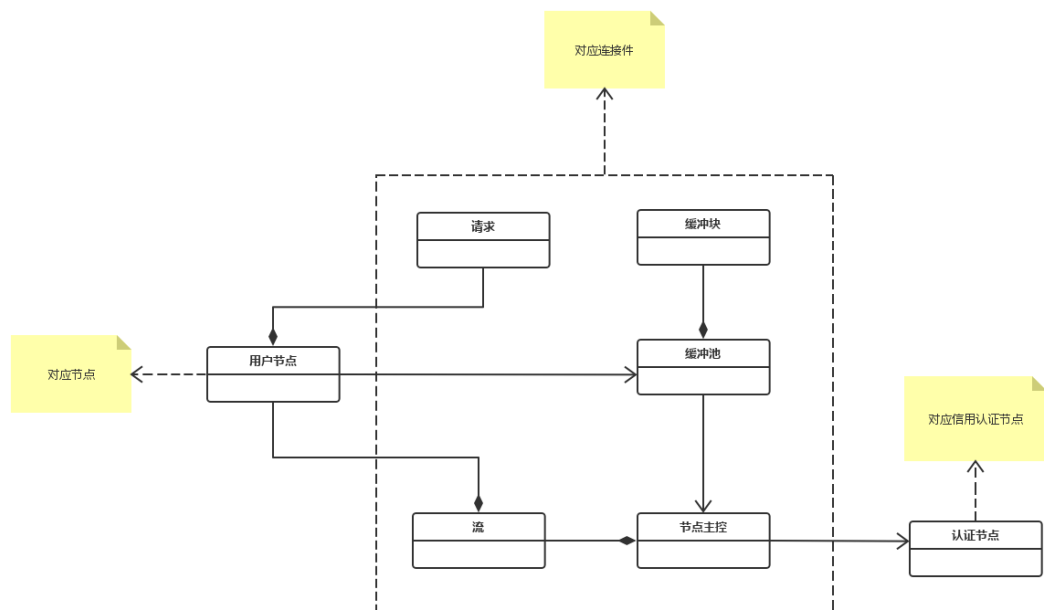 对应连接件
请求
缓冲块
对应节点
用户节点
缓冲池
对应信用认证节点
流
节点主控
认证节点